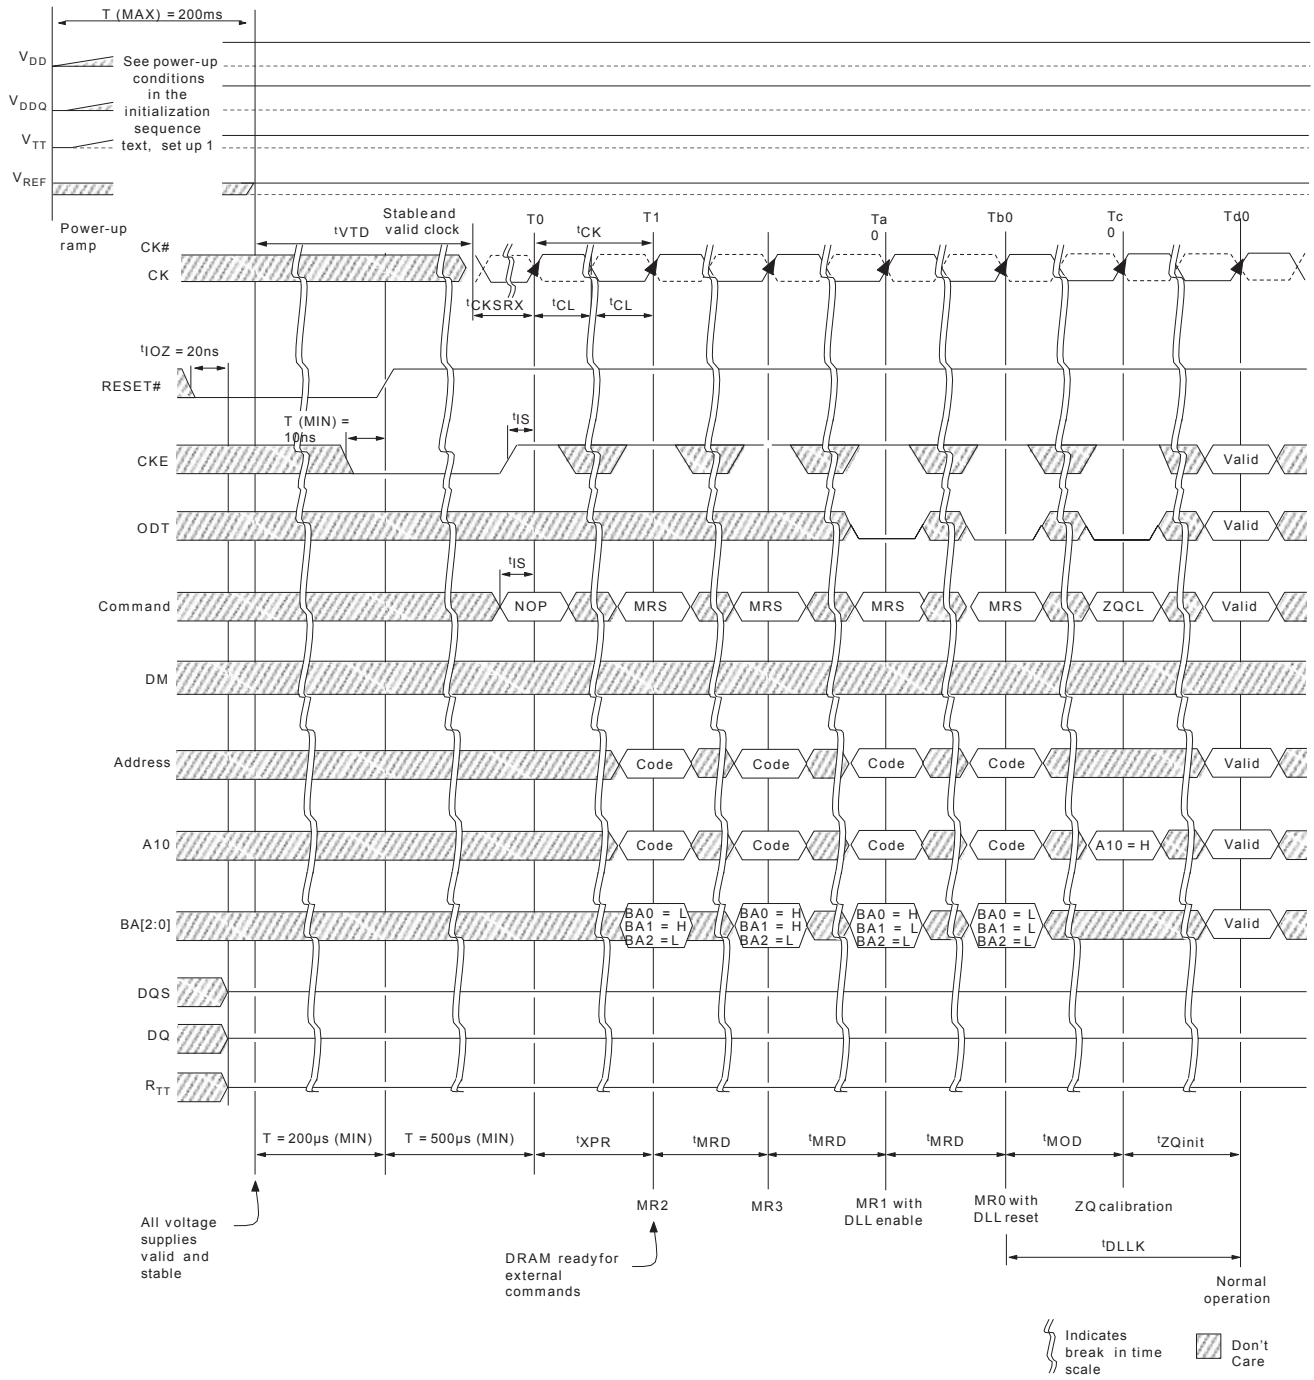 T (MAX) = 200ms
VDD
See power-up
conditions
in the
initialization
sequence
text, set up 1
VDDQ
VTT
VREF
Power-up
ramp
Stable and
valid clock
tVTD
T0
T1
Ta
0
Tb0
Tc
0
Td0
CK#
CK
tCK
tCKSRX
tCL
tCL
tIOZ = 20ns
RESET#
T (MIN) =
10ns
tIS
CKE
Valid
ODT
Valid
tIS
Command
NOP
MRS
MRS
MRS
MRS
ZQCL
Valid
DM
Address
Code
Code
Code
Code
Valid
A10
Code
Code
Code
Code
A10 = H
Valid
BA[2:0]
BA0 = L
BA1 = H
BA2 = L
BA0 = H
BA1 = H
BA2 = L
BA0 = H
BA1 = L
BA2 = L
BA0 = L
BA1 = L
BA2 = L
Valid
DQS
DQ
RTT
T = 200µs (MIN)
T = 500µs (MIN)
tXPR
tMRD
tMRD
tMRD
tMOD
tZQinit
MR2
MR3
MR1 with
DLL enable
MR0 with
DLL reset
ZQ calibration
All voltage
supplies
valid and
stable
DRAM ready for
external
commands
tDLLK
Normal
operation
Indicates
break in time
scale
Don't
Care